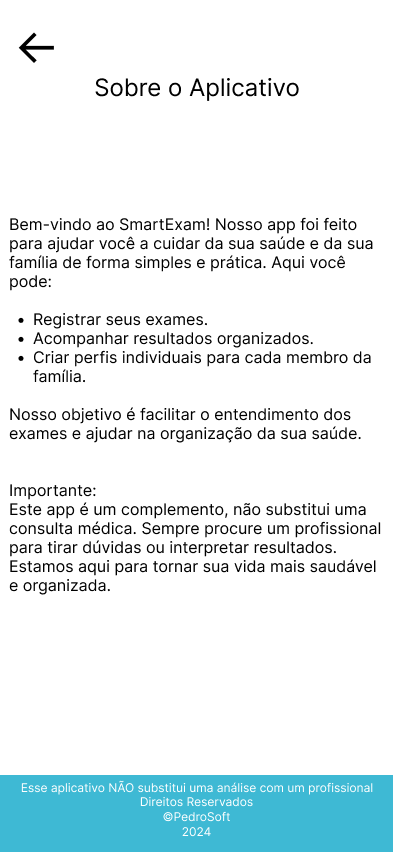 Sobre o Aplicativo
Bem-vindo ao SmartExam! Nosso app foi feito
para ajudar você a cuidar da sua saúde e da sua
família de forma simples e prática. Aqui você
pode:
• Registrar seus exames.
• Acompanhar resultados organizados.
• Criar perfis individuais para cada membro da
família.
Nosso objetivo é facilitar o entendimento dos
exames e ajudar na organização da sua saúde.
Importante:
Este app é um complemento, não substitui uma
consulta médica. Sempre procure um profissional
para tirar dúvidas ou interpretar resultados.
Estamos aqui para tornar sua vida mais saudável
e organizada.
Esse aplicativo NÃO substitui uma análise com um profissional
Direitos Reservados
©PedroSoft
2024